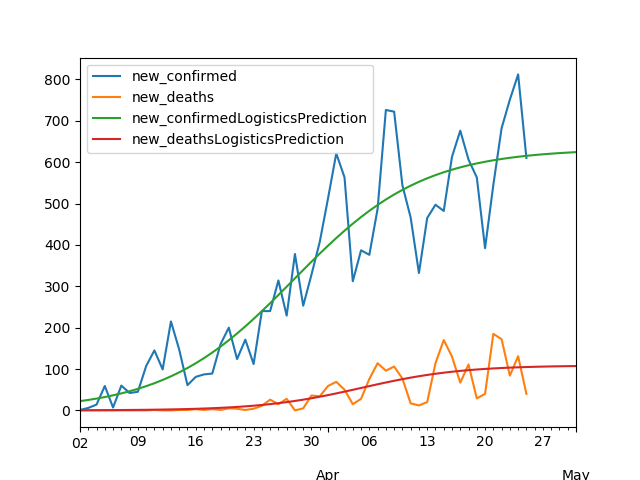 new_confirmed
new_deaths
new_confirmedLogisticsPrediction
new_deathsLogisticsPrediction
800
700
600
500
400
300
200
100
0
02 09 16 23 30 06 13 20 27
Apr May